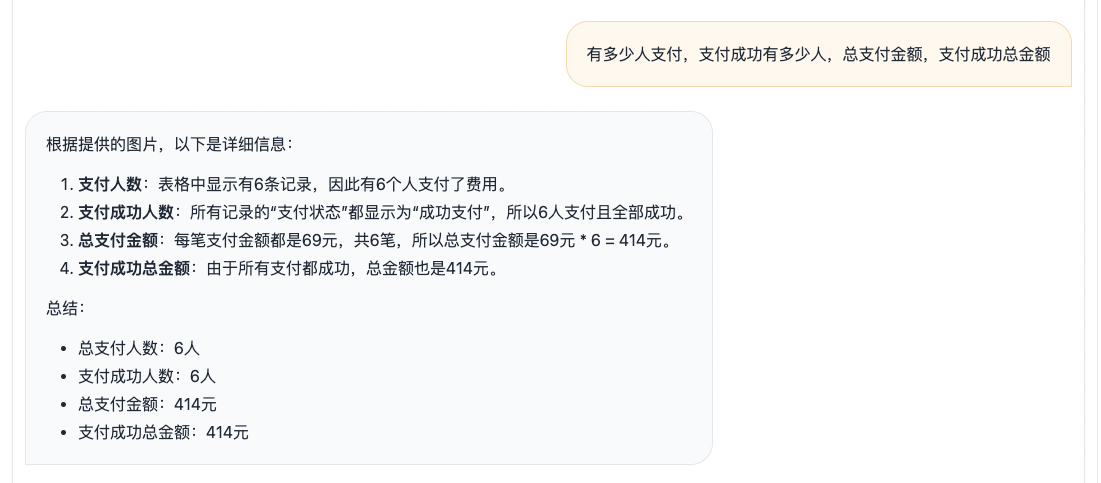 有多少人支付，支付成功有多少人，总支付金额，支付成功总金额
根据提供的图片，以下是详细信息：
1. 支付人数：表格中显示有6条记录，因此有6个人支付了费用。
2. 支付成功人数：所有记录的“支付状态”都显示为“成功支付”，所以6人支付且全部成功。
3. 总支付金额：每笔支付金额都是69元，共6笔，所以总支付金额是69元 * 6 = 414元。
4. 支付成功总金额：由于所有支付都成功，总金额也是414元。
总结：
• 总支付人数：6人
• 支付成功人数：6人
• 总支付金额：414元
• 支付成功总金额：414元